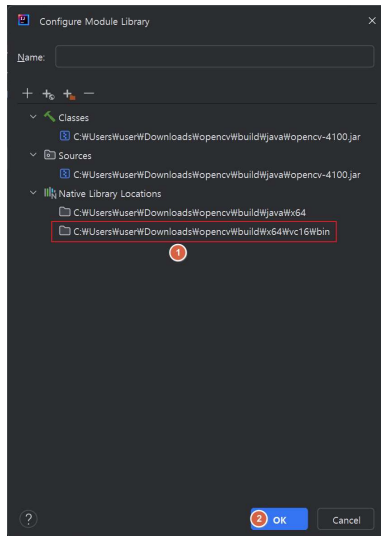 Configure Module Library
Name:
Classes
C:₩Users₩user₩Downloads₩opencv₩build₩java₩opencv-4100.jar
Sources
C:₩Users₩user₩Downloads₩opencv₩build₩java₩opencv-4100.jar
Native Library Locations
C:₩Users₩user₩Downloads₩opencv₩build₩java₩x64
C:₩Users₩user₩Downloads₩opencv₩build₩x64₩vc16₩bin
1
? 2 OK Cancel